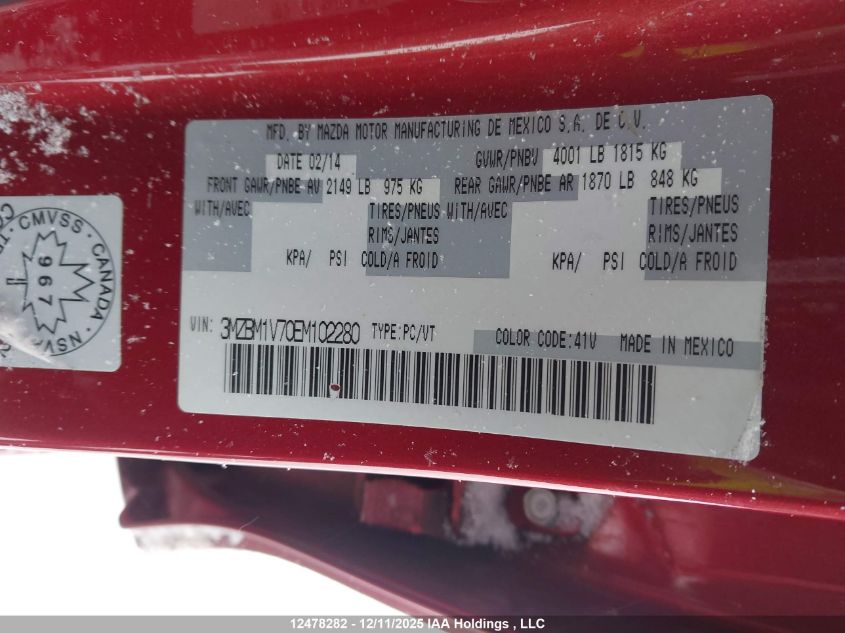 MFD. BY MAZDA MOTOR MANUFACTURING DE MEXICO S.A. DE C.V.
DATE 02/14 GVWR/PNBV 4001 LB 1815 KG
FRONT GAWR/PNBE AV 2149 LB 975 KG REAR GAWR/PNBE AR 1870 LB 848 KG
WITH/AVEC TIRES/PNEUS WITH/AVEC TIRES/PNEUS
RIMS/JANTES RIMS/JANTES
KPA/ PSI COLD/A FROID KPA/ PSI COLD/A FROID
VIN: 3MZBM1V70EM102280 TYPE:PC/VT COLOR CODE:41V MADE IN MEXICO
CMVSS · CANADA
967
12478282 - 12/11/2025 IAA Holdings , LLC